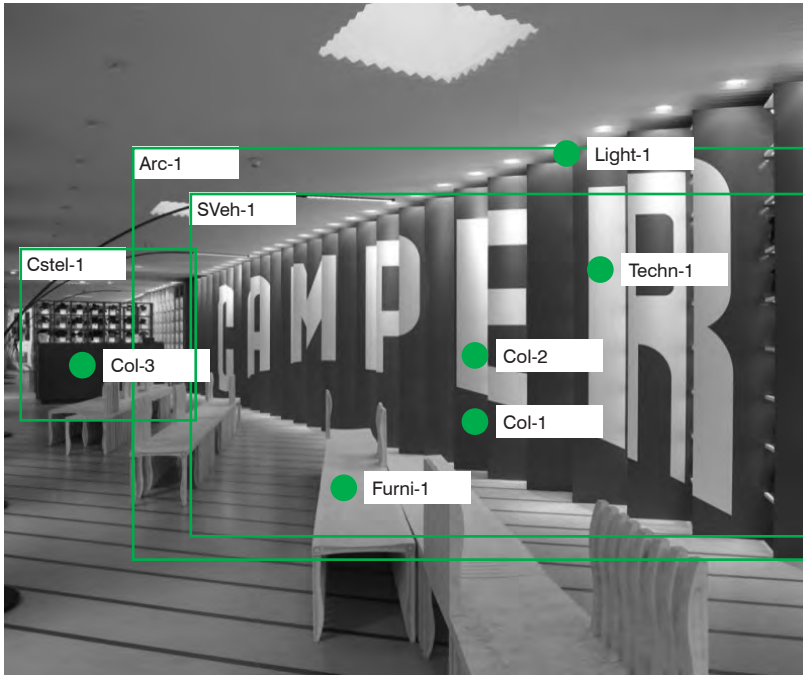 Arc-1
Light-1
SVeh-1
Cstel-1
Techn-1
CAMPER
Col-2
Col-3
Col-1
Furni-1